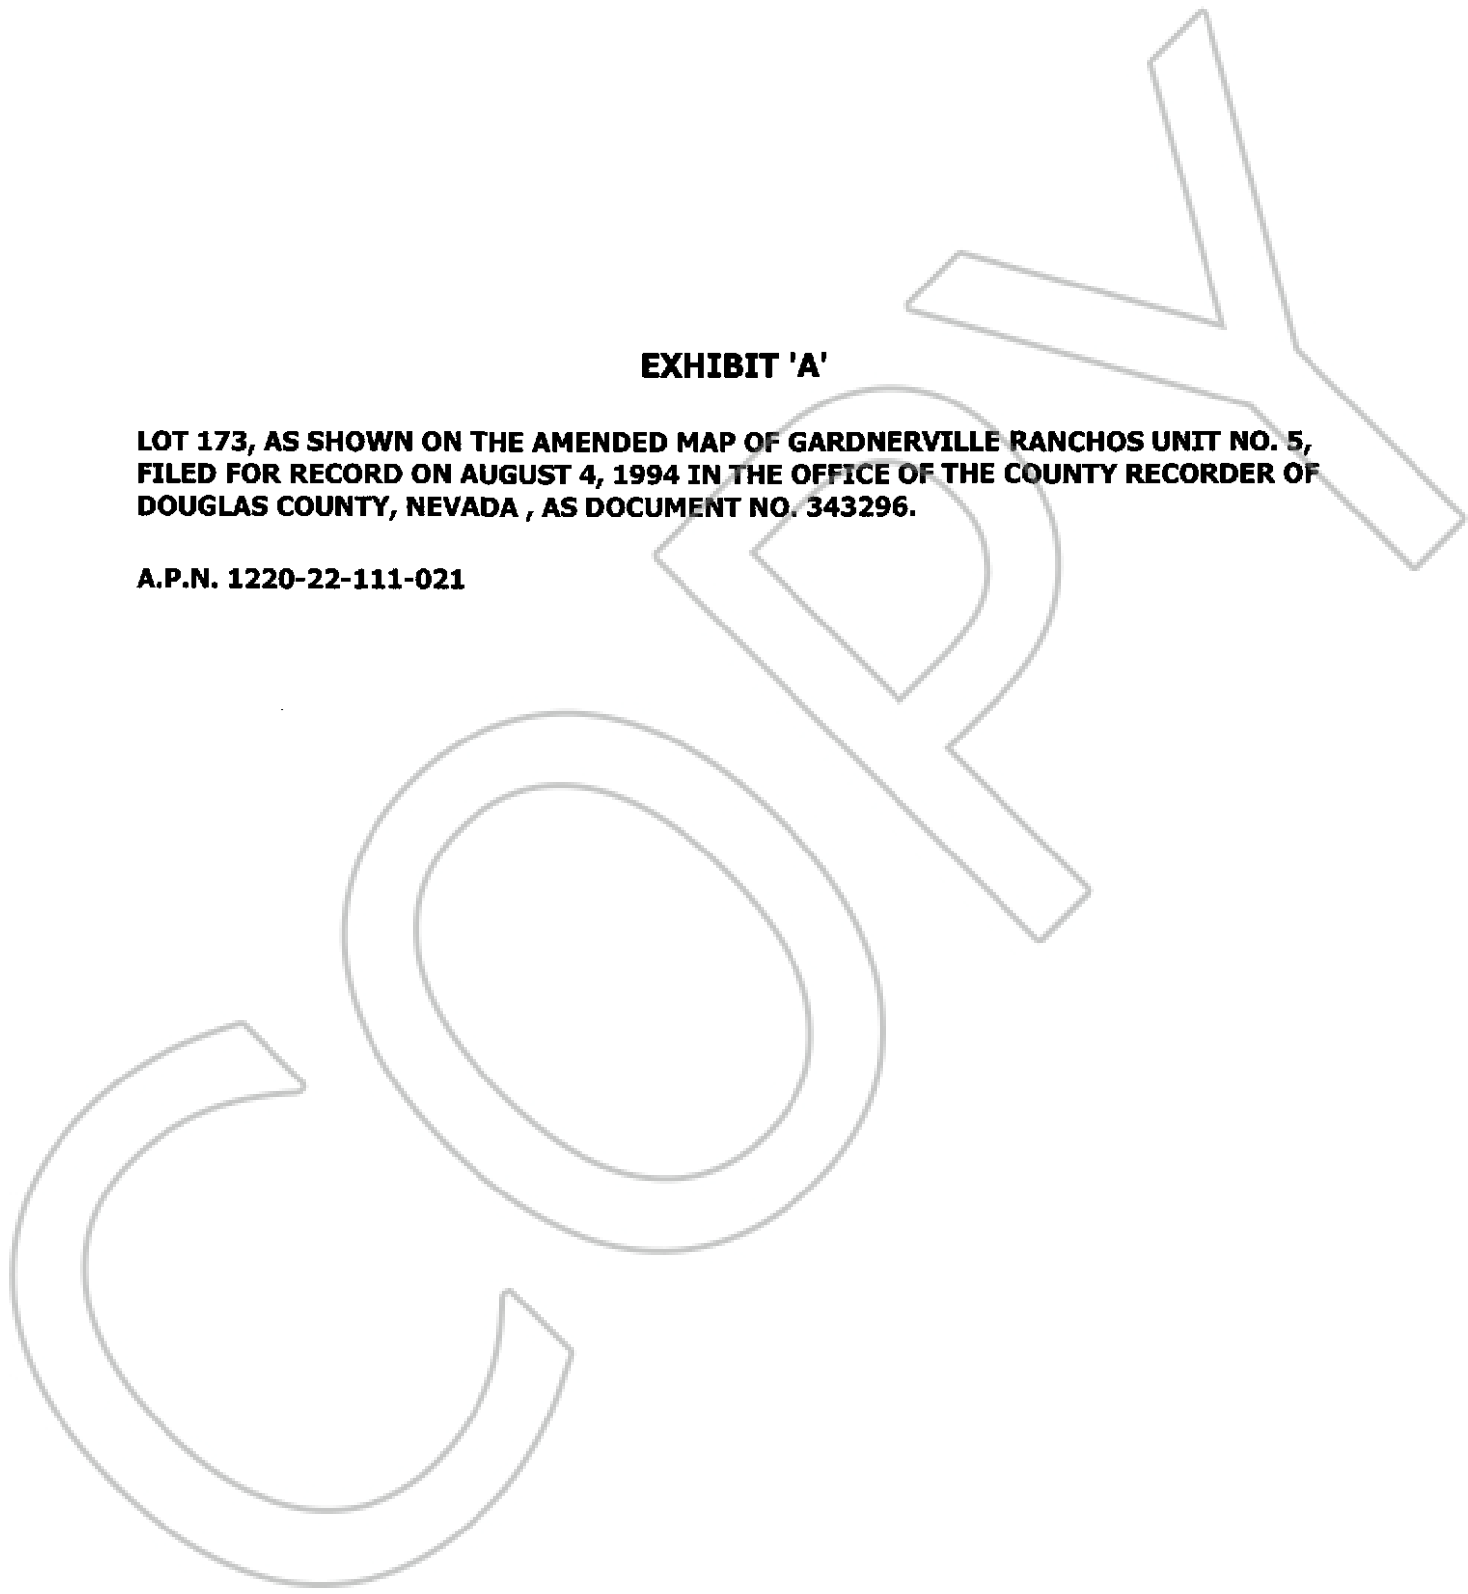 EXHIBIT 'A'
LOT 173, AS SHOWN ON THE AMENDED MAP OF GARDNERVILLE RANCHOS UNIT NO. 5,
FILED FOR RECORD ON AUGUST 4, 1994 IN THE OFFICE OF THE COUNTY RECORDER OF
DOUGLAS COUNTY, NEVADA , AS DOCUMENT NO. 343296.
A.P.N. 1220-22-111-021
COPY